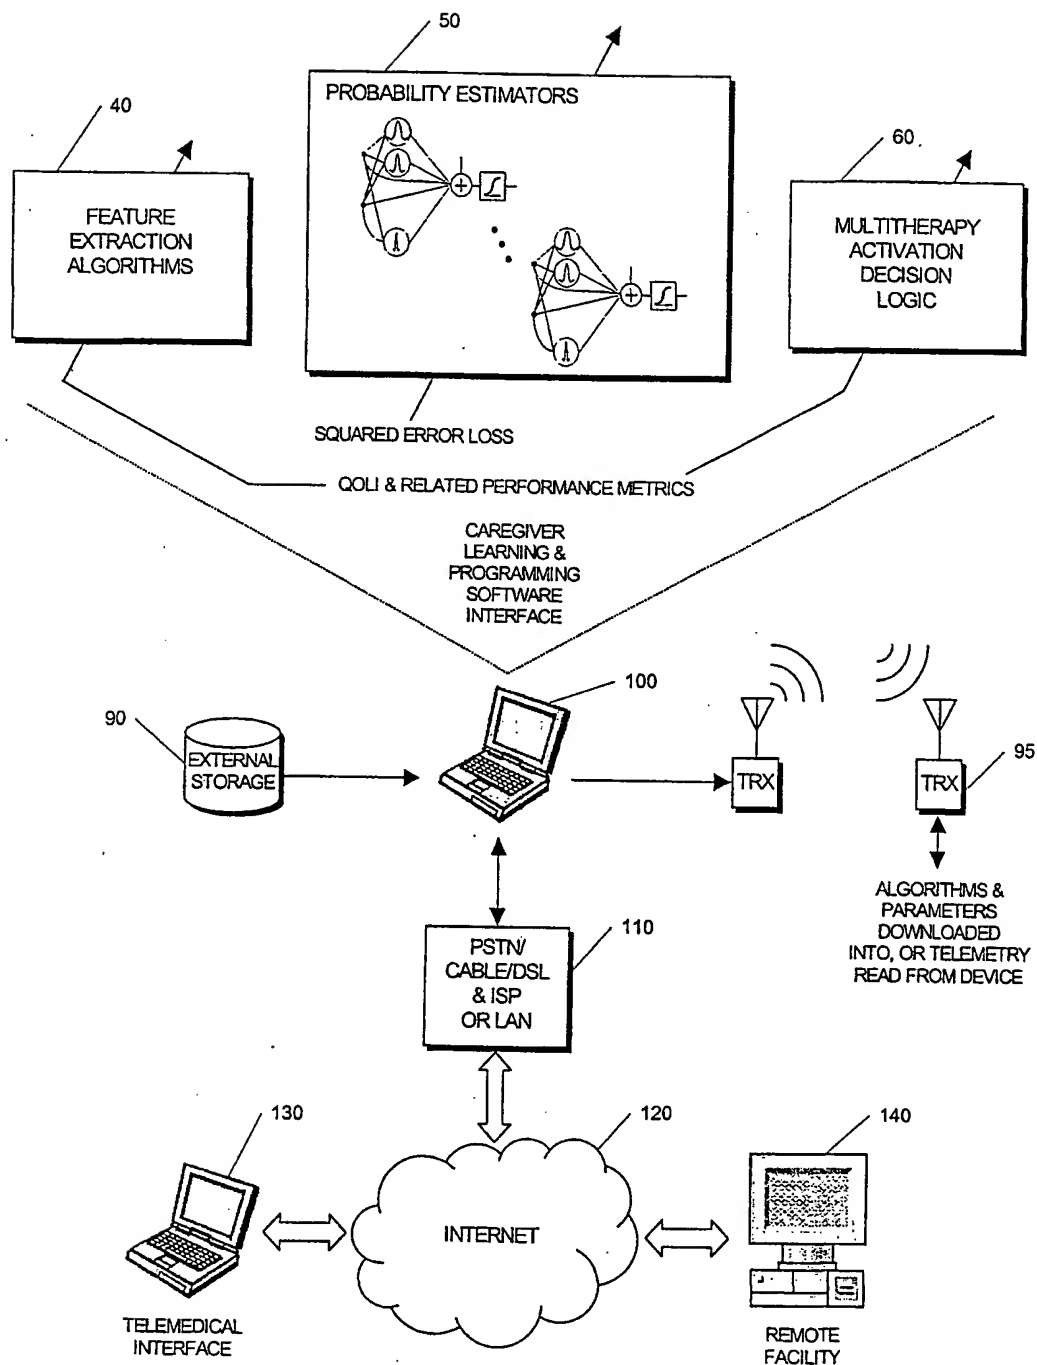 50
PROBABILITY ESTIMATORS
40
FEATURE
EXTRACTION
ALGORITHMS
60
MULTITHERAPY
ACTIVATION
DECISION
LOGIC
SQUARED ERROR LOSS
QOLI & RELATED PERFORMANCE METRICS
CAREGIVER
LEARNING &
PROGRAMMING
SOFTWARE
INTERFACE
100
90
EXTERNAL
STORAGE
TRX
95
TRX
ALGORITHMS &
PARAMETERS
DOWNLOADED
INTO, OR TELEMETRY
READ FROM DEVICE
110
PSTN/
CABLE/DSL
& ISP
OR LAN
130
120
140
INTERNET
TELEMEDICAL
INTERFACE
REMOTE
FACILITY